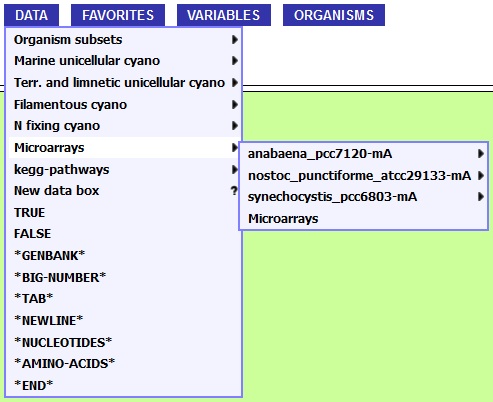 DATA FAVORITES VARIABLES ORGANISMS
Organism subsets
Marine unicellular cyano
Terr. and limnetic unicellular cyano
Filamentous cyano
N fixing cyano
Microarrays
kegg-pathways
New data box ?
TRUE
FALSE
*GENBANK*
*BIG-NUMBER*
*TAB*
*NEWLINE*
*NUCLEOTIDES*
*AMINO-ACIDS*
*END*
anabaena_pcc7120-mA
nostoc_punctiforme_atcc29133-mA
synechocystis_pcc6803-mA
Microarrays